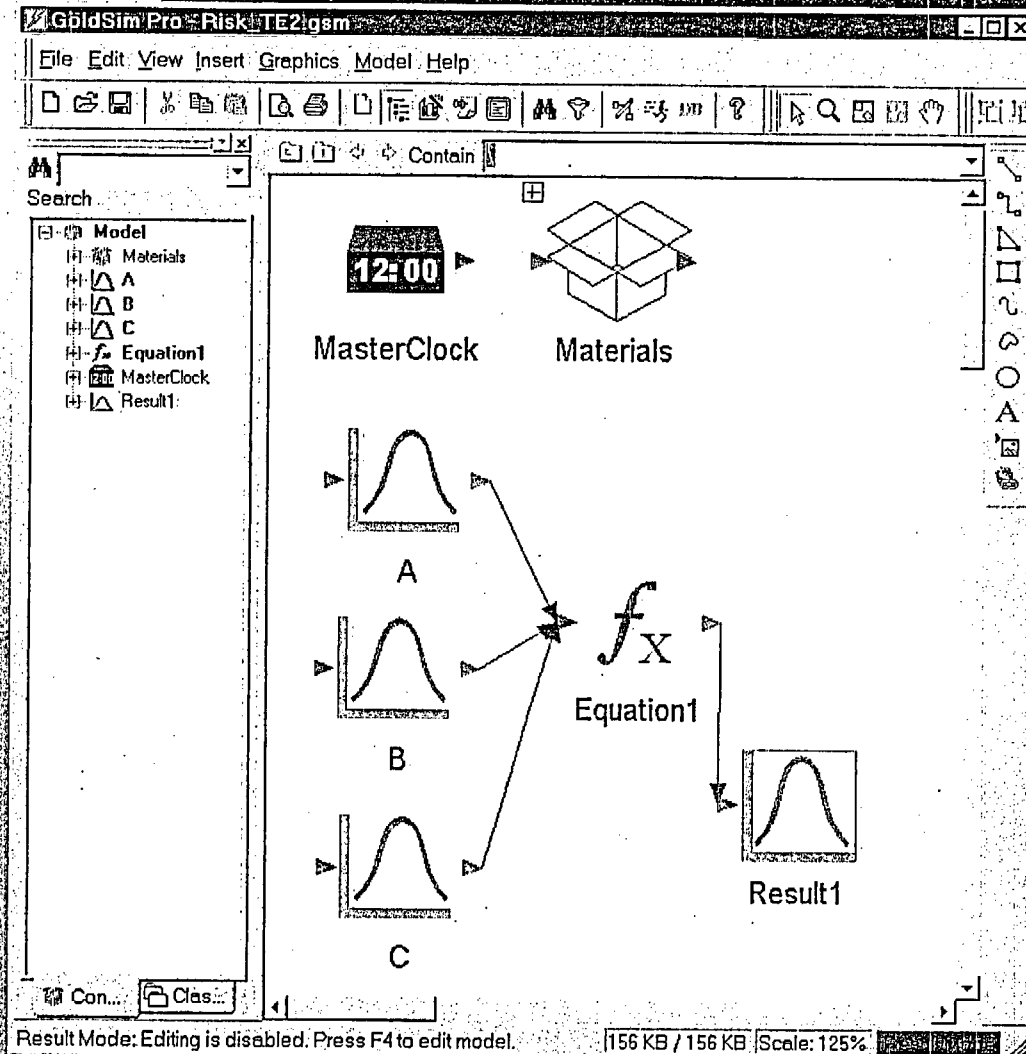 GoldSim Pro - Risk_TE2.gsm
File Edit View Insert Graphics Model Help
Contain
Search
Model
Materials
A
B
C
Equation1
MasterClock
Result1
12:00
MasterClock
Materials
A
B
C
fx
Equation1
Result1
A
Con... Clas...
Result Mode: Editing is disabled. Press F4 to edit model. 156 KB / 156 KB Scale: 125%